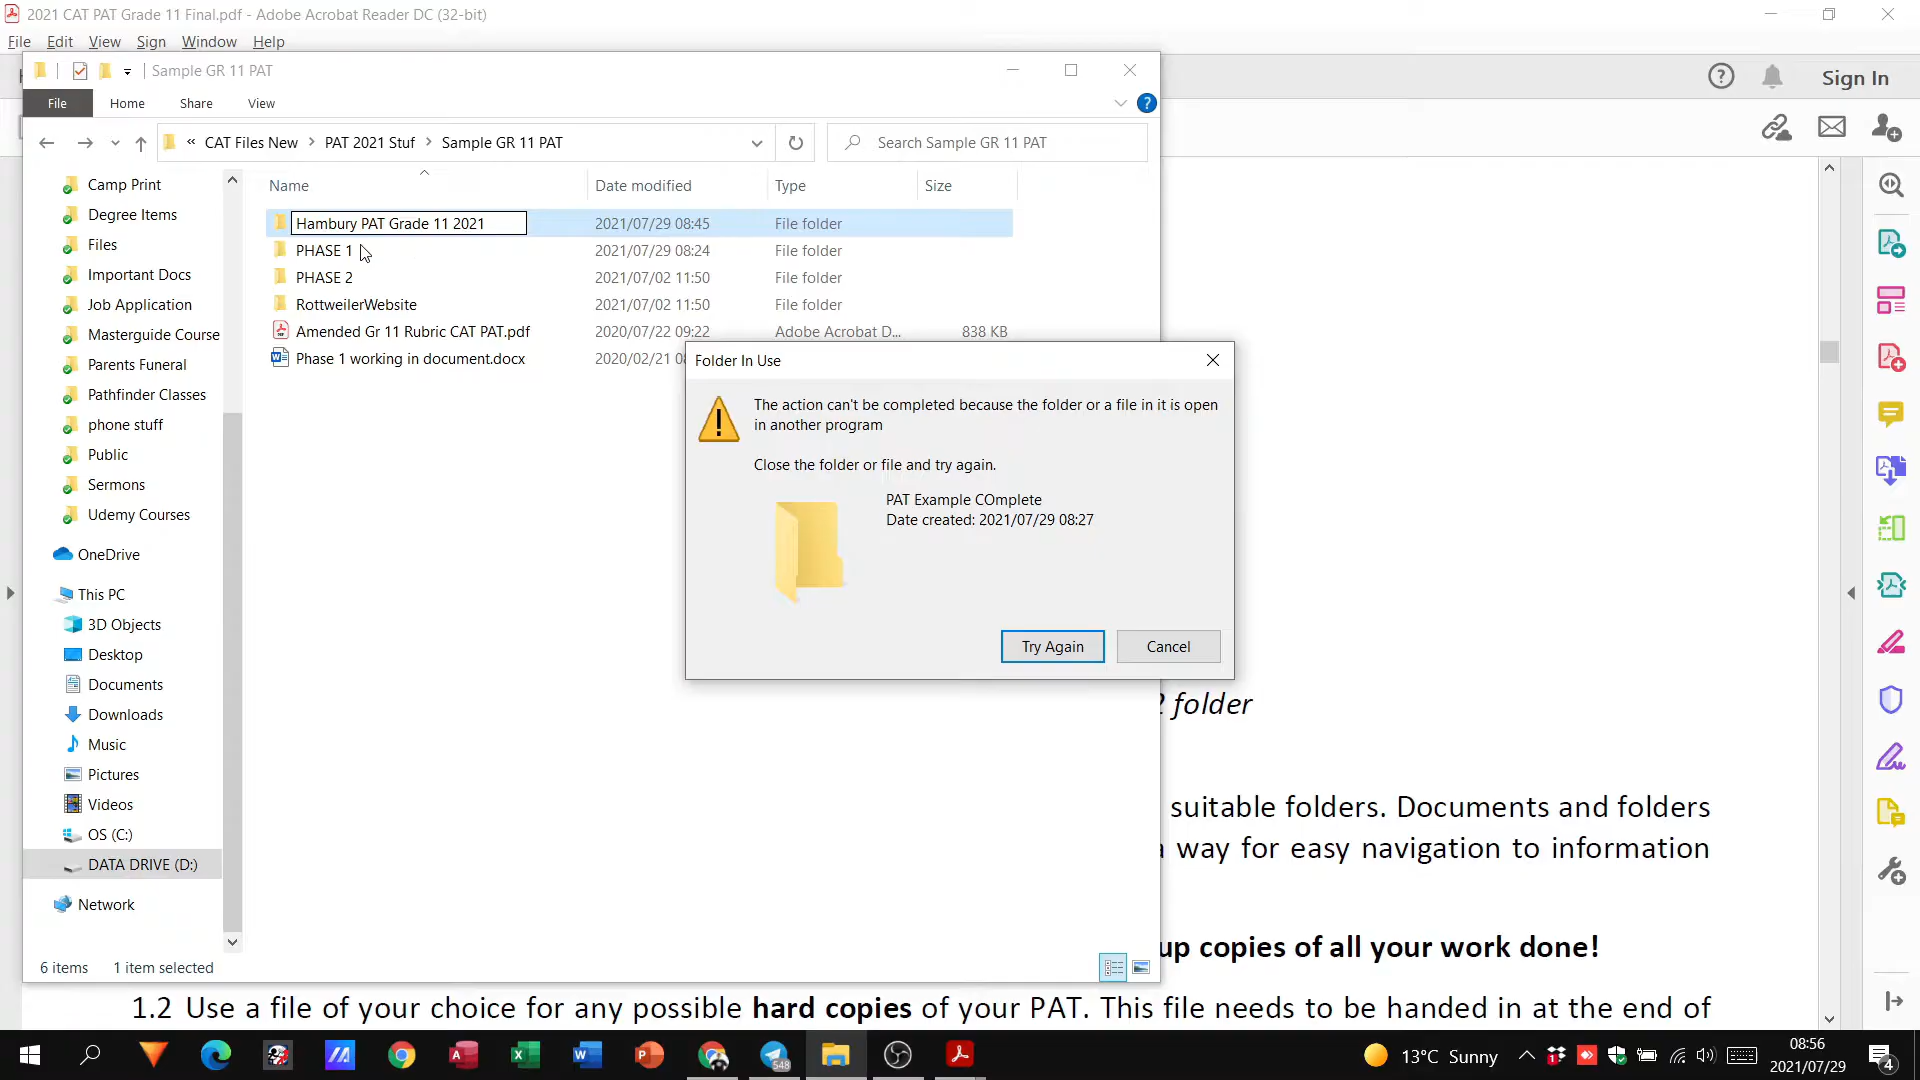 2021 CAT PAT Grade 11 Final.pdf - Adobe Acrobat Reader DC (32-bit)
File Edit View Sign Window Help
Sign In
Sample GR 11 PAT
File Home Share View
« CAT Files New › PAT 2021 Stuf › Sample GR 11 PAT
Search Sample GR 11 PAT
Name Date modified Type Size
Hambury PAT Grade 11 2021 2021/07/29 08:45 File folder
PHASE 1 2021/07/29 08:24 File folder
PHASE 2 2021/07/02 11:50 File folder
RottweilerWebsite 2021/07/02 11:50 File folder
Amended Gr 11 Rubric CAT PAT.pdf 2020/07/22 09:22 Adobe Acrobat D... 838 KB
Phase 1 working in document.docx 2020/02/21 0
Camp Print
Degree Items
Files
Important Docs
Job Application
Masterguide Course
Parents Funeral
Pathfinder Classes
phone stuff
Public
Sermons
Udemy Courses
OneDrive
This PC
3D Objects
Desktop
Documents
Downloads
Music
Pictures
Videos
OS (C:)
DATA DRIVE (D:)
Network
6 items 1 item selected
Folder In Use
The action can't be completed because the folder or a file in it is open
in another program
Close the folder or file and try again.
PAT Example COmplete
Date created: 2021/07/29 08:27
Try Again Cancel
folder
suitable folders. Documents and folders
way for easy navigation to information
up copies of all your work done!
1.2 Use a file of your choice for any possible hard copies of your PAT. This file needs to be handed in at the end of
548
13°C Sunny
08:56
2021/07/29
4